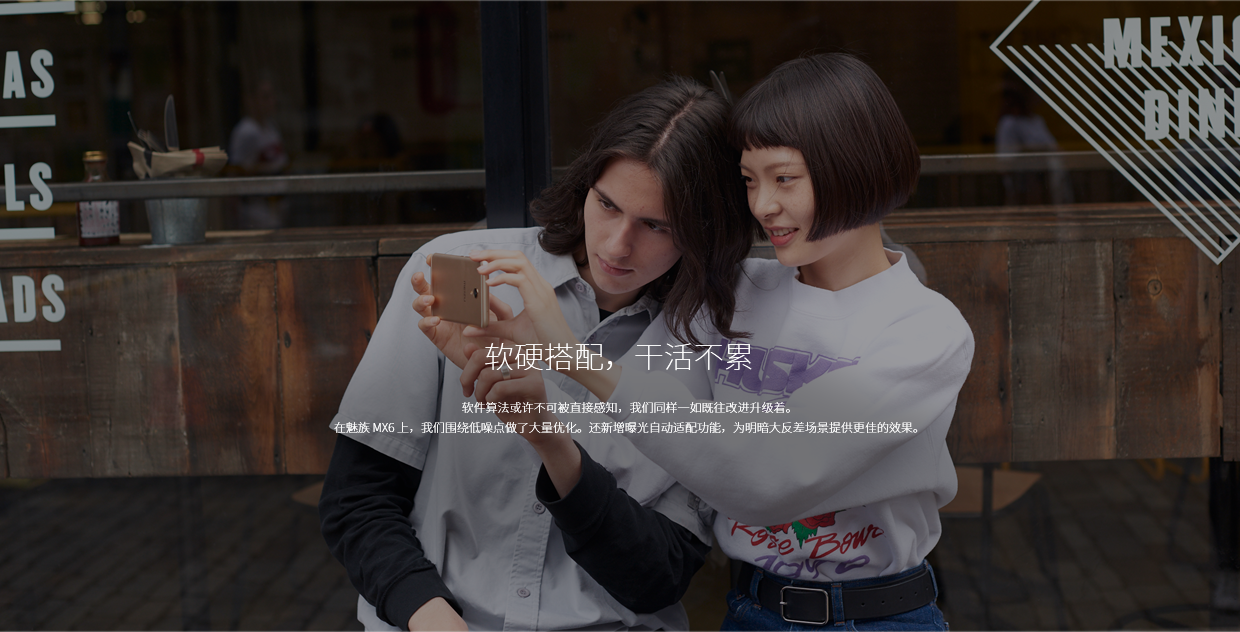 AS
LS
ADS
MEXIC
DINI
软硬搭配，干活不累
HUSKY
软件算法或许不可被直接感知，我们同样一如既往改进升级着。
在魅族 MX6 上，我们围绕低噪点做了大量优化。还新增曝光自动适配功能，为明暗大反差场景提供更佳的效果。
Rose Bowl